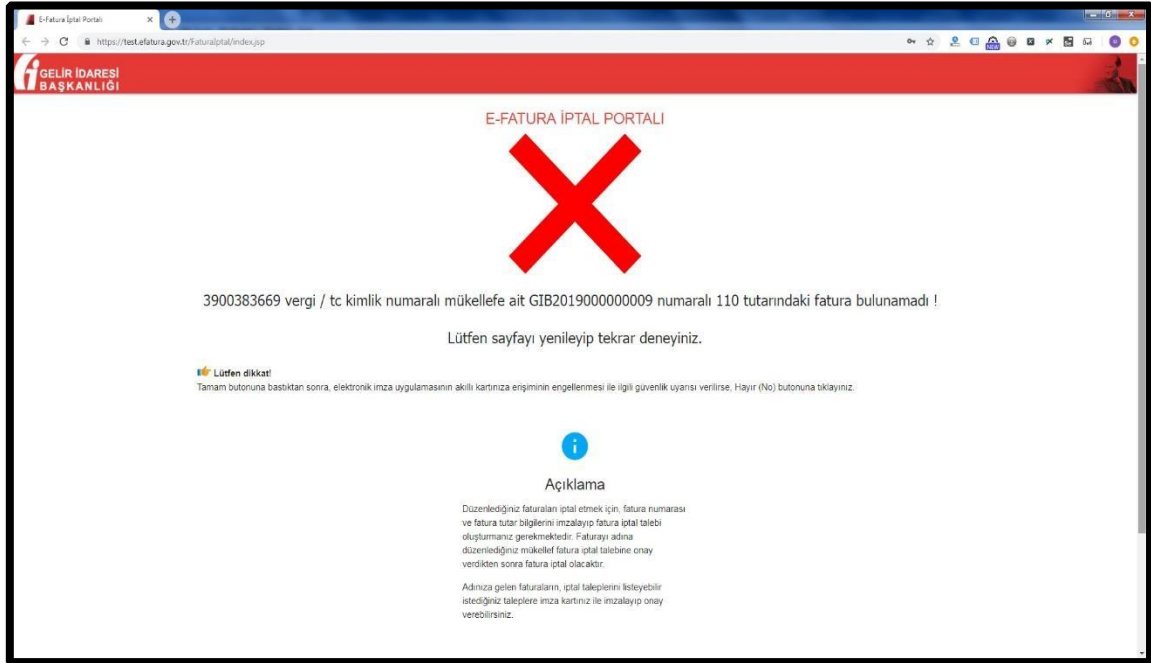 E-Fatura İptal Portalı
https://test.efatura.gov.tr/FaturaIptal/index.jsp
NEW
GELİR İDARESİ
BAŞKANLIĞI
E-FATURA İPTAL PORTALI
3900383669 vergi / tc kimlik numaralı mükellefe ait GIB2019000000009 numaralı 110 tutarındaki fatura bulunamadı !
Lütfen sayfayı yenileyip tekrar deneyiniz.
Lütfen dikkat!
Tamam butonuna bastıktan sonra, elektronik imza uygulamasının akıllı kartınıza erişiminin engellenmesi ile ilgili güvenlik uyarısı verilirse, Hayır (No) butonuna tıklayınız.
Açıklama
Düzenlediğiniz faturaları iptal etmek için, fatura numarası
ve fatura tutar bilgilerini imzalayıp fatura iptal talebi
oluşturmanız gerekmektedir. Faturayı adına
düzenlediğiniz mükellef fatura iptal talebine onay
verdikten sonra fatura iptal olacaktır.
Adınıza gelen faturaların, iptal taleplerini listeyebilir
istediğiniz taleplere imza kartınız ile imzalayıp onay
verebilirsiniz.